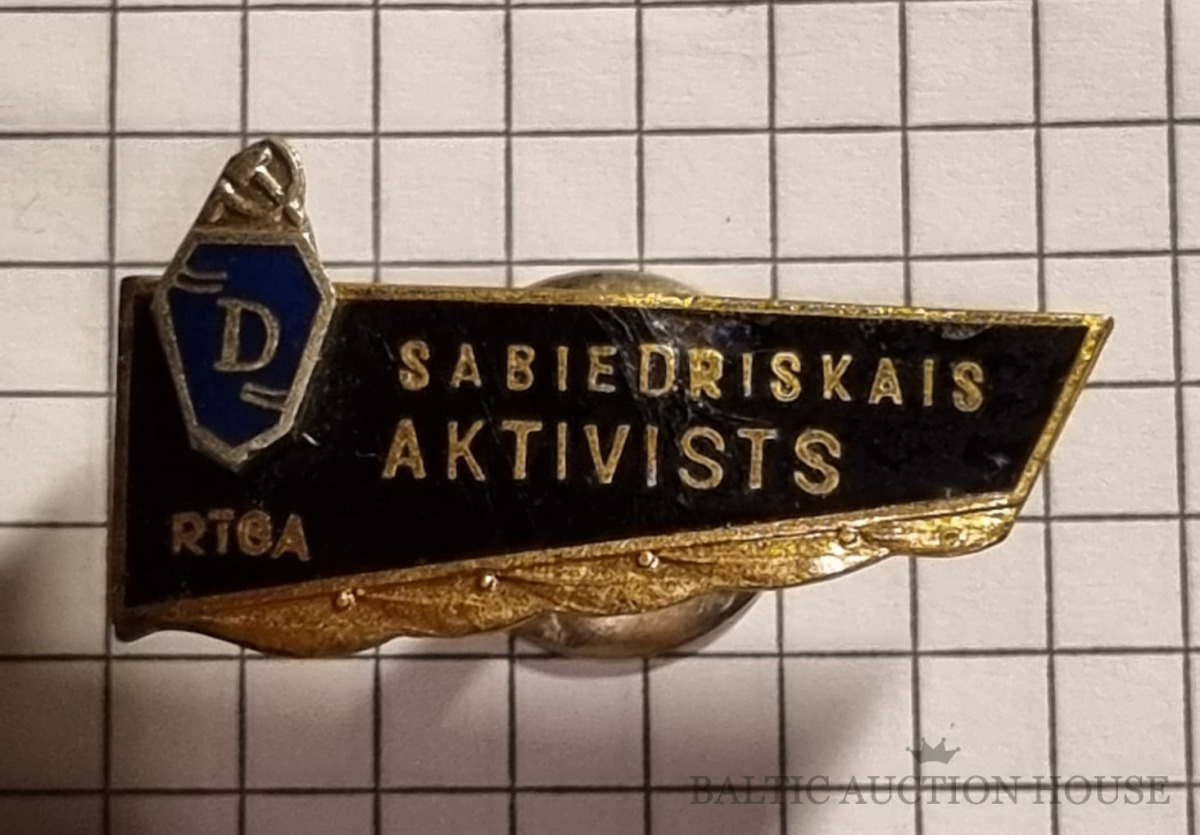 D
SABIEDRISKAIS
AKTIVISTS
RĪGA
BALTIC AUCTION HOUSE